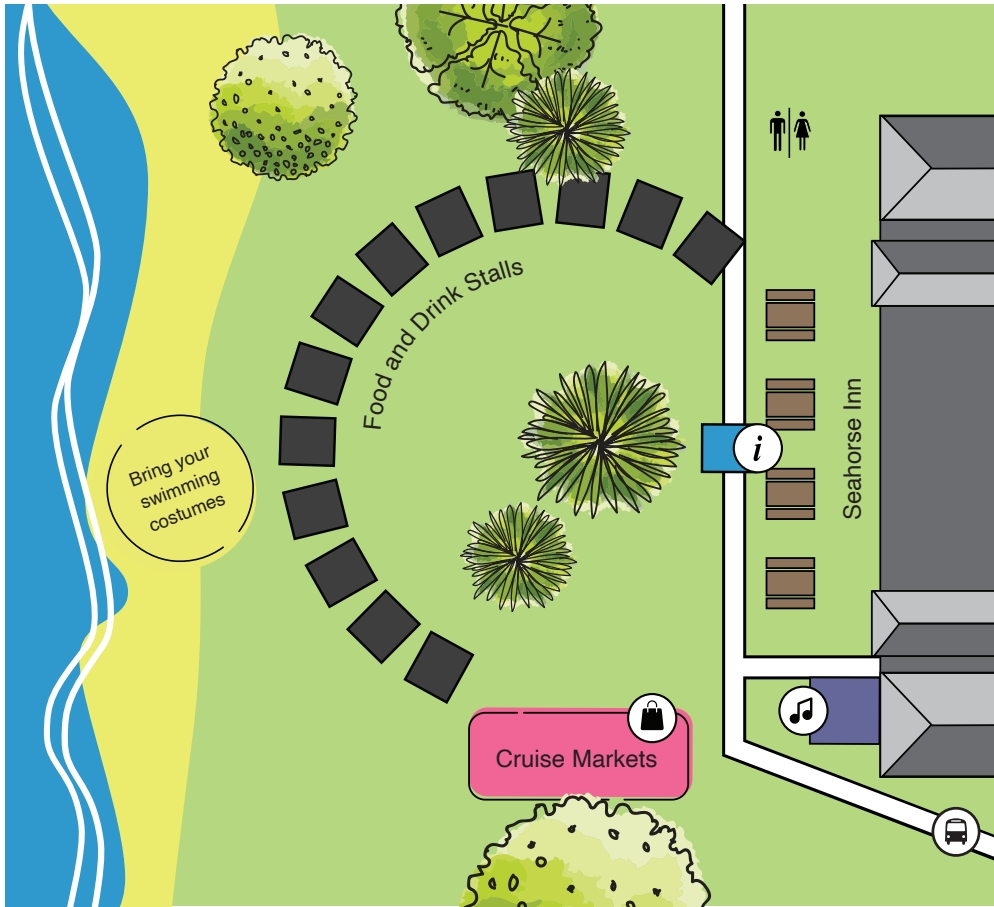 Food and Drink Stalls
Bring your
swimming
costumes
i
Seahorse Inn
Cruise Markets